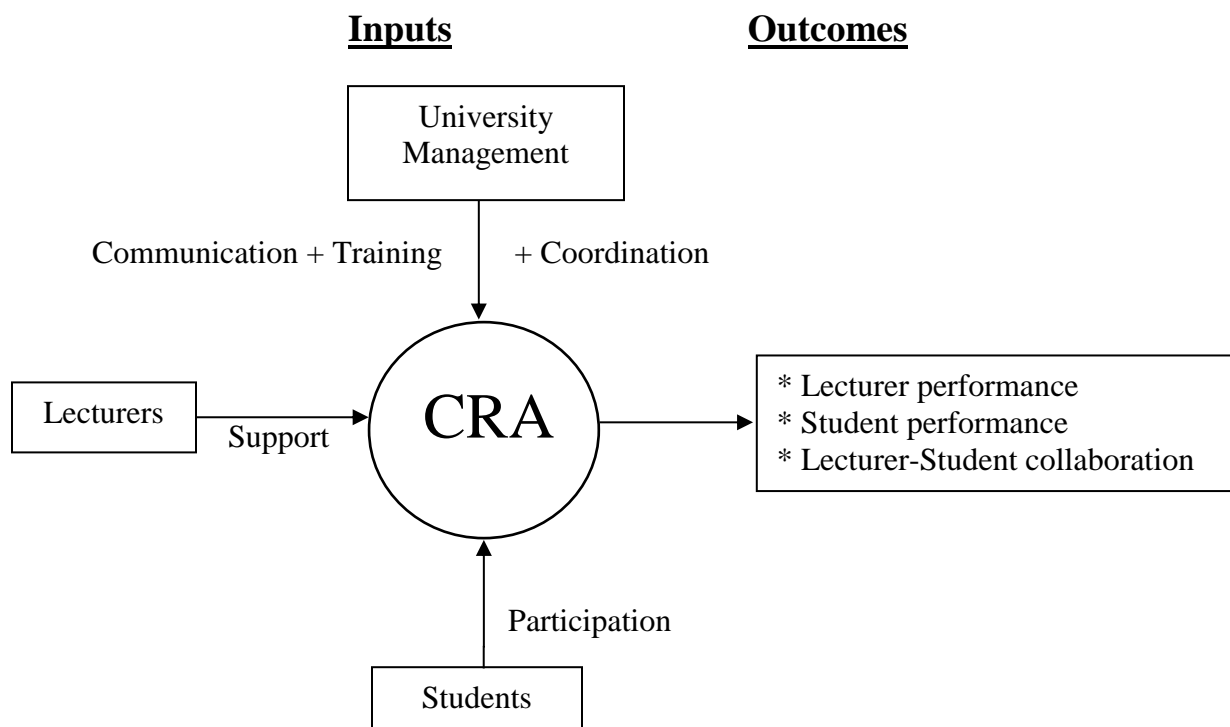 Inputs
Outcomes
University
Management
Communication + Training
+ Coordination
CRA
Lecturers
Support
* Lecturer performance
* Student performance
* Lecturer-Student collaboration
Participation
Students